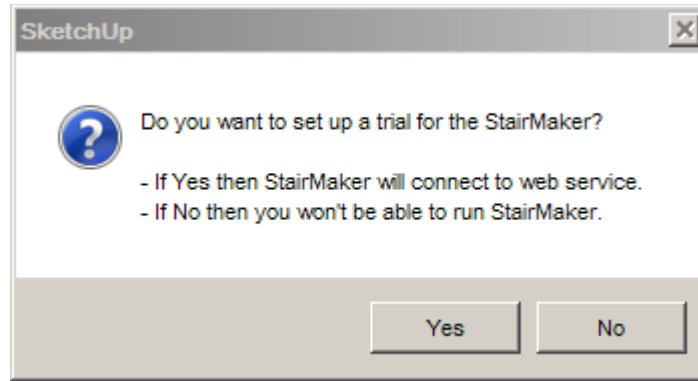 SketchUp
Do you want to set up a trial for the StairMaker?
- If Yes then StairMaker will connect to web service.
- If No then you won't be able to run StairMaker.
Yes No